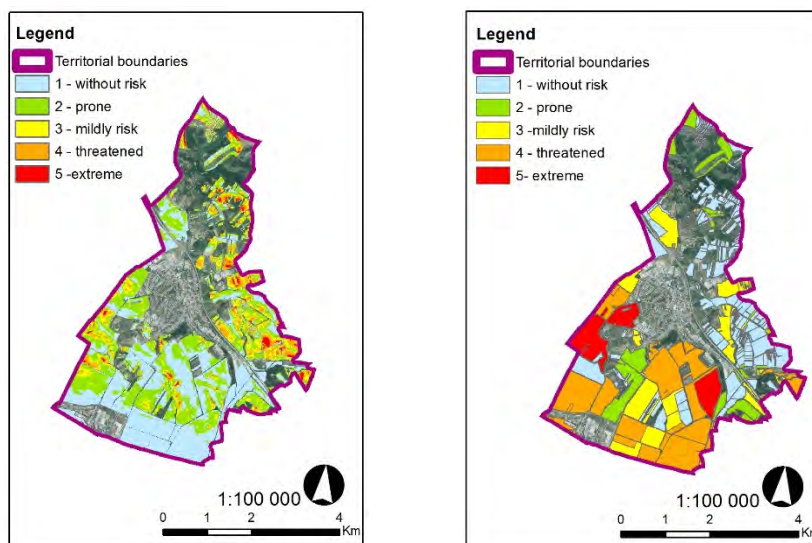 Legend
Territorial boundaries
1 - without risk
2 - prone
3 - mildly risk
4 - threatened
5 -extreme
1:100 000
0 1 2 4
Km
Legend
Territorial boundaries
1 - without risk
2 - prone
3 -mildly risk
4 - threatened
5- extreme
1:100 000
0 1 2 4
Km